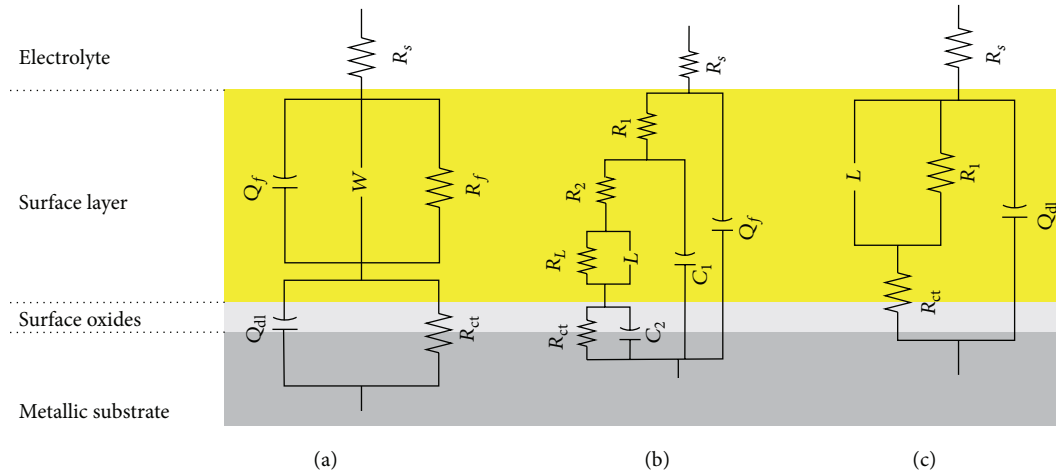 Electrolyte
Surface layer
Surface oxides
Metallic substrate
R_s
Q_f
W
R_f
Q_dl
R_ct
(a)
R_s
R_1
R_2
R_L
L
C_1
Q_f
R_ct
C_2
(b)
R_s
L
R_1
Q_dl
R_ct
(c)